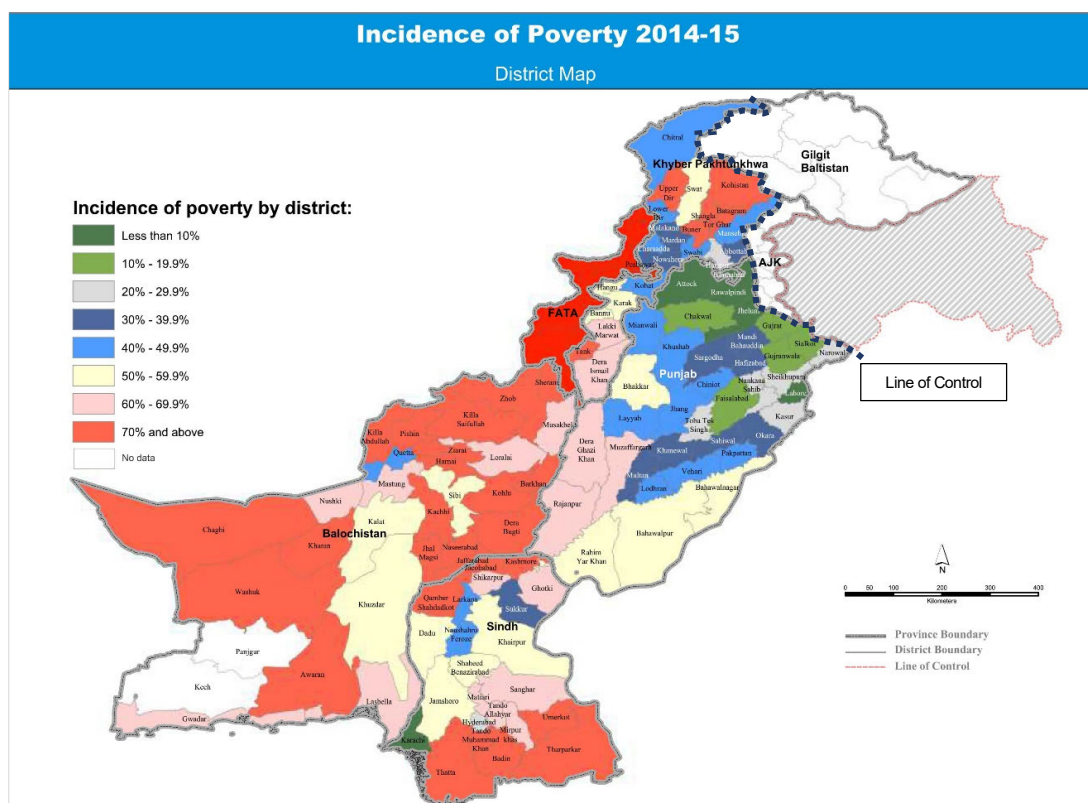 Incidence of Poverty 2014-15
District Map
Incidence of poverty by district:
Less than 10%
10% - 19.9%
20% - 29.9%
30% - 39.9%
40% - 49.9%
50% - 59.9%
60% - 69.9%
70% and above
No data
Chitral
Gilgit
Baltistan
Khyber Pakhtunkhwa
Upper
Dir
Swat
Kohistan
Lower
Dir
Shangla
Batagram
Tor Ghar
Malakand
Buner
Mardan
Charsadda
Swabi
Nowshera
AJK
Kohat
Hangu
Karak
Bannu
FATA
Lakki
Marwat
Tank
Dera
Ismail
Khan
Attock
Rawalpindi
Chakwal
Jhelum
Mianwali
Gujrat
Khushab
Mandi
Bahauddin
Sialkot
Gujranwala
Narowal
Sargodha
Hafizabad
Punjab
Bhakkar
Chiniot
Nankana
Sahib
Sheikhupura
Lahore
Faisalabad
Jhang
Layyah
Toba Tek
Singh
Kasur
Okara
Sahiwal
Khanewal
Pakpattan
Vehari
Multan
Lodhran
Muzaffargarh
Dera
Ghazi
Khan
Rajanpur
Bahawalnagar
Bahawalpur
Rahim
Yar Khan
Line of Control
Sherani
Zhob
Killa
Saifullah
Musakhel
Killa
Abdullah
Pishin
Quetta
Loralai
Harnai
Mastung
Sibi
Kohlu
Barkhan
Nushki
Kachhi
Dera
Bugti
Kalat
Balochistan
Chaghi
Kharan
Jhal
Magsi
Naseerabad
Jaffarabad
Jacobabad
Kashmore
Washuk
Khuzdar
Panjgur
Kech
Awaran
Gwadar
Lasbella
Shikarpur
Ghotki
Qamber
Shahdadkot
Larkana
Sukkur
Dadu
Naushahro
Feroze
Sindh
Khairpur
Shaheed
Benazirabad
Sanghar
Matiari
Jamshoro
Tando
Allahyar
Hyderabad
Tando
Muhammad
Khan
Mirpur
khas
Umerkot
Karachi
Badin
Tharparkar
Thatta
N
0 50 100 200 300 400
Kilometers
Province Boundary
District Boundary
Line of Control